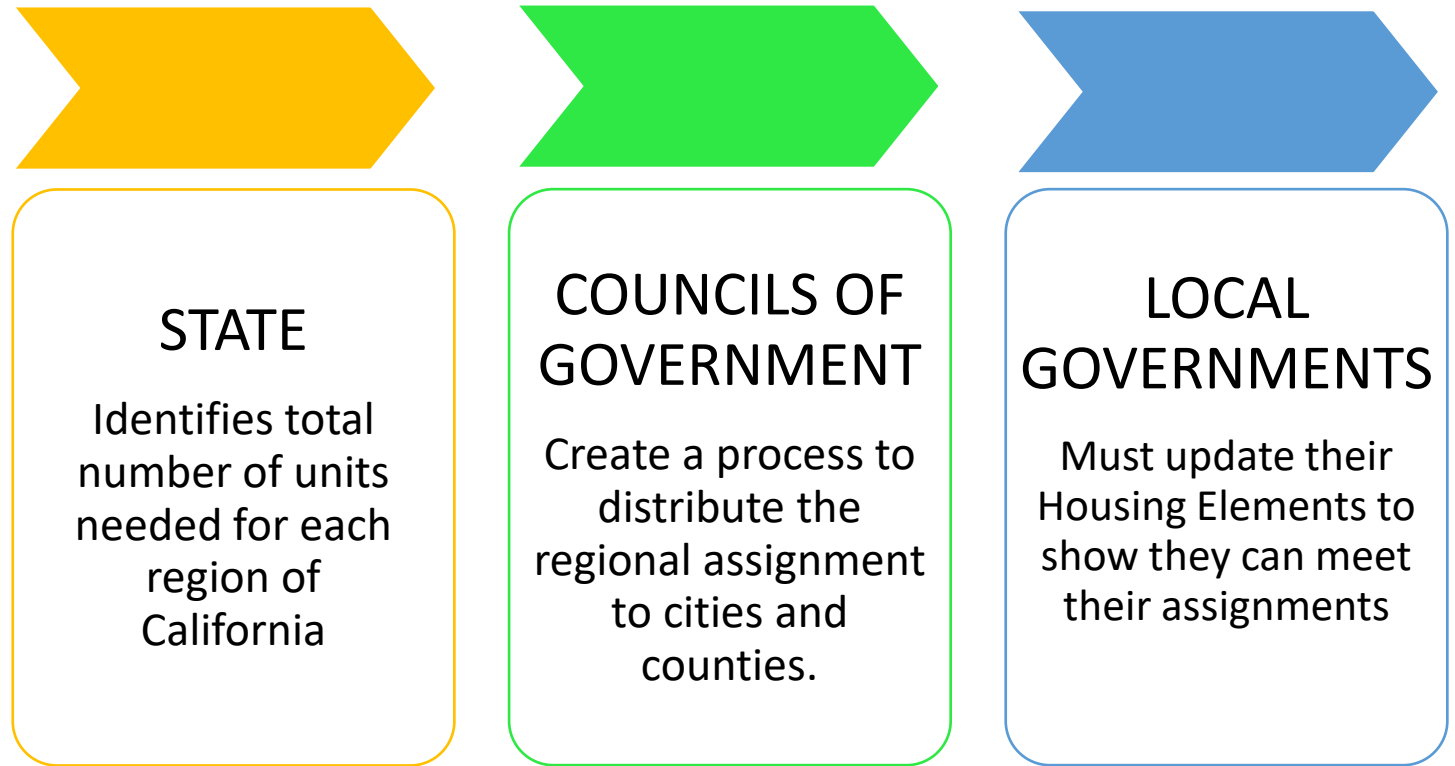 STATE
Identifies total
number of units
needed for each
region of
California
COUNCILS OF
GOVERNMENT
Create a process to
distribute the
regional assignment
to cities and
counties.
LOCAL
GOVERNMENTS
Must update their
Housing Elements to
show they can meet
their assignments